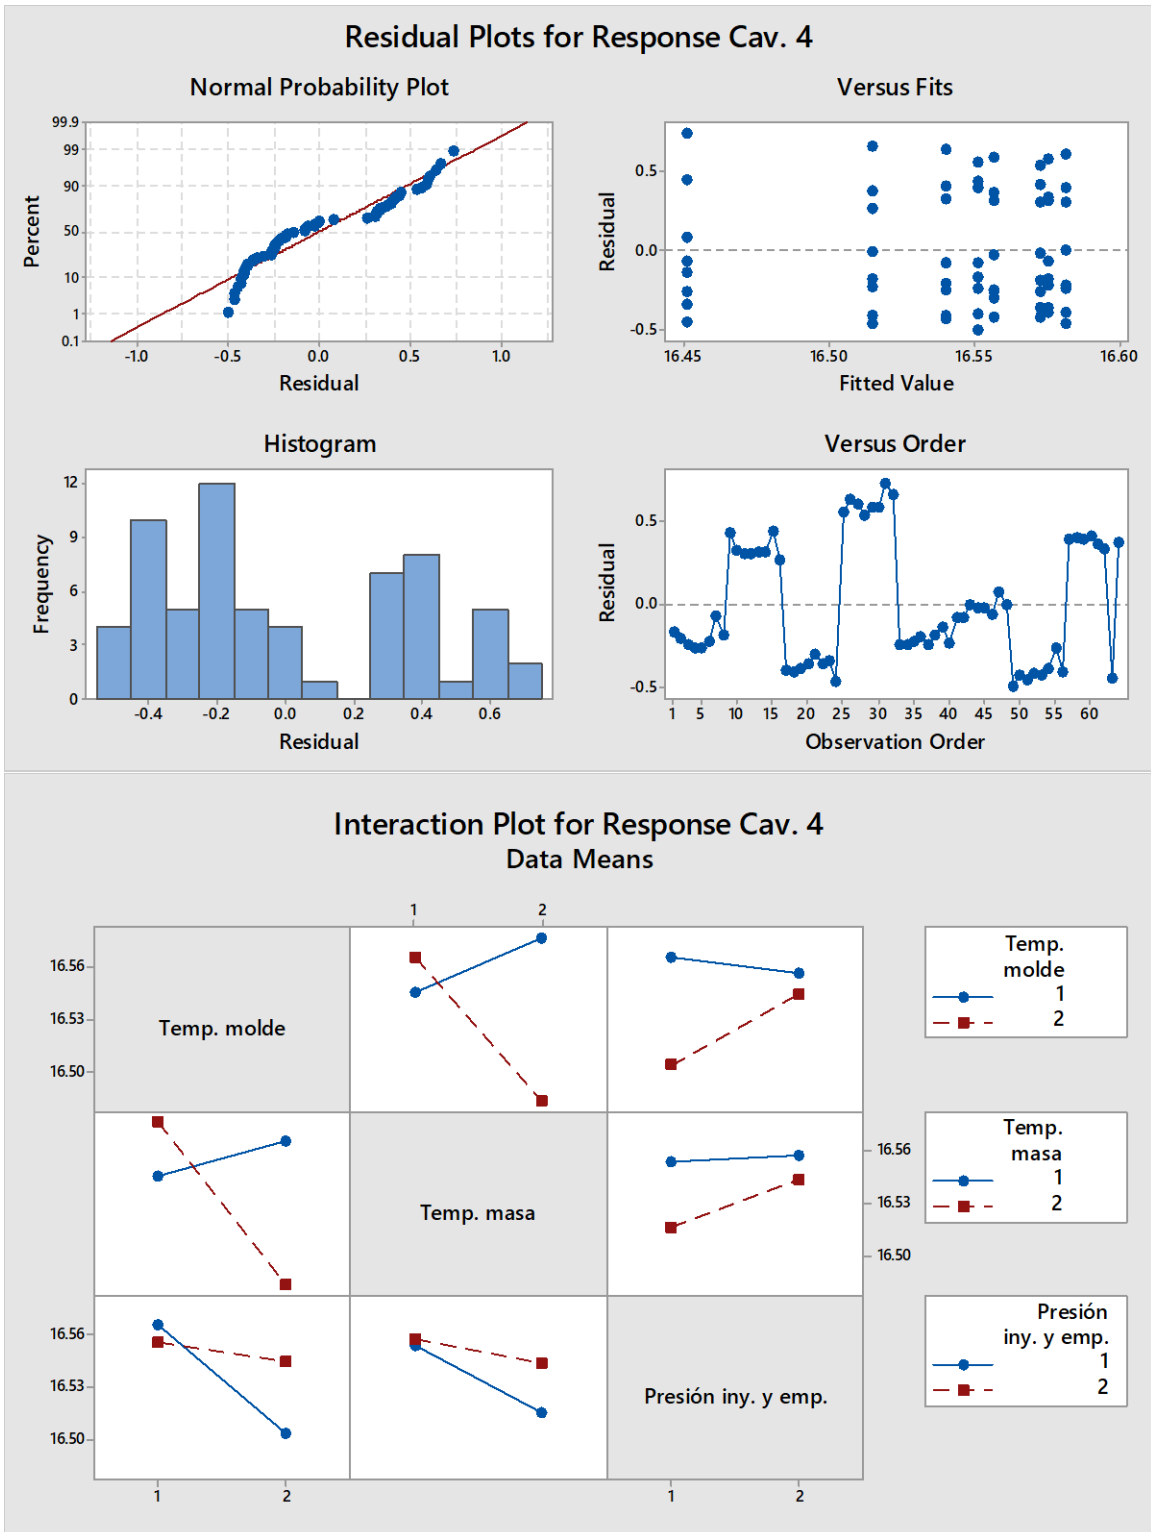 Residual Plots for Response Cav. 4
Normal Probability Plot
99.9
99
90
50
10
1
0.1
Percent
-1.0 -0.5 0.0 0.5 1.0
Residual
Versus Fits
0.5
0.0
-0.5
Residual
16.45 16.50 16.55 16.60
Fitted Value
Histogram
12
9
6
3
0
Frequency
-0.4 -0.2 0.0 0.2 0.4 0.6
Residual
Versus Order
0.5
0.0
-0.5
Residual
1 5 10 15 20 25 30 35 40 45 50 55 60
Observation Order
Interaction Plot for Response Cav. 4
Data Means
1 2
16.56
16.53
16.50
Temp. molde
Temp.
molde
1
2
Temp. masa
16.56
16.53
16.50
Temp.
masa
1
2
16.56
16.53
16.50
Presión iny. y emp.
Presión
iny. y emp.
1
2
1 2
1 2